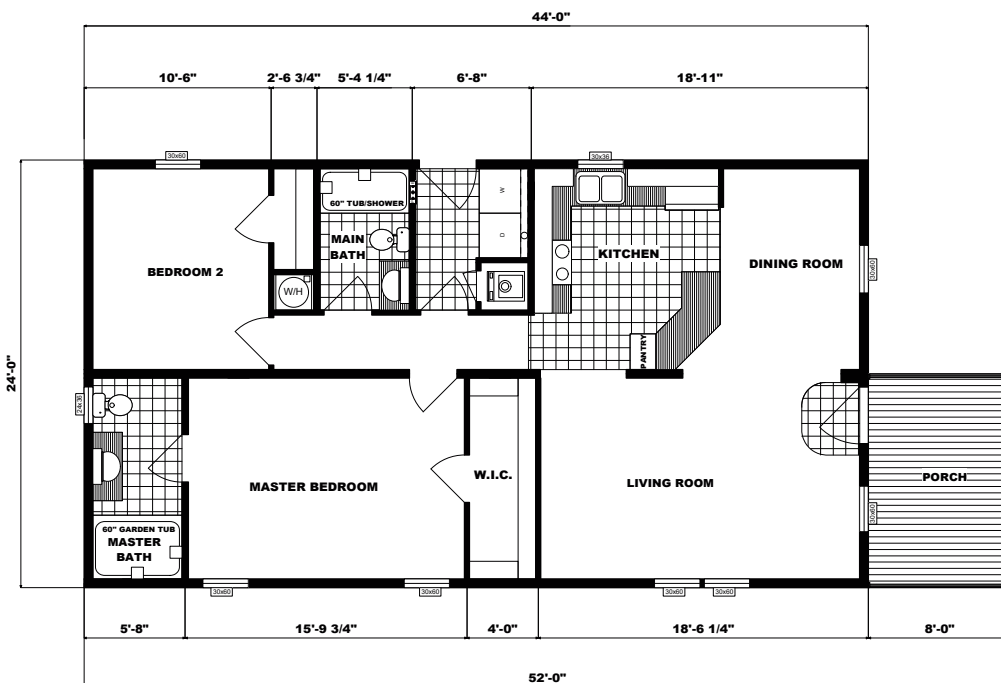 44'-0"
10'-6"
2'-6 3/4"
5'-4 1/4"
6'-8"
18'-11"
30x60
30x36
60" TUB/SHOWER
W
MAIN
BATH
D
KITCHEN
BEDROOM 2
DINING ROOM
30x60
W/H
24'-0"
PANTRY
24x36
MASTER BEDROOM
W.I.C.
LIVING ROOM
PORCH
30x60
60" GARDEN TUB
MASTER
BATH
30x60
30x60
30x60
30x60
5'-8"
15'-9 3/4"
4'-0"
18'-6 1/4"
8'-0"
52'-0"